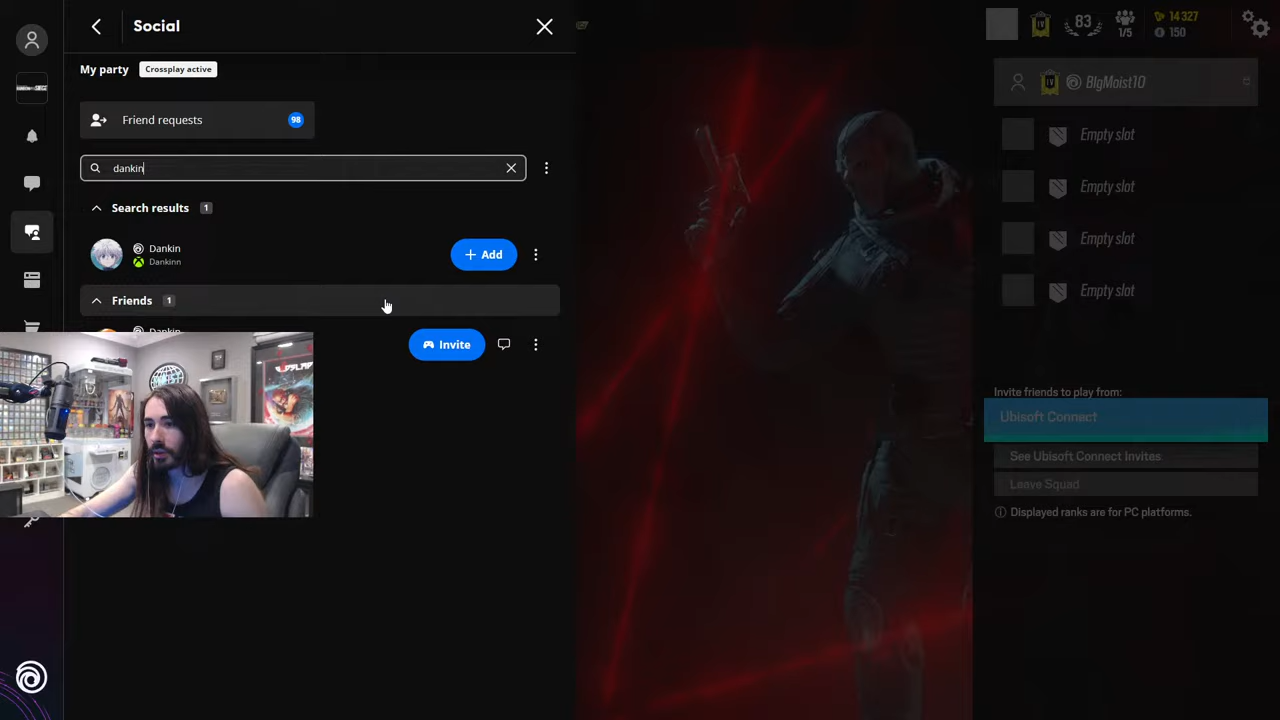 Social
83
1/5
14 327
150
My party
Crossplay active
BIgMoist10
Friend requests
98
Empty slot
dankin
Empty slot
Search results
1
Empty slot
Dankin
Dankinn
Add
Empty slot
Friends
1
Dankin
Invite
Invite friends to play from:
Ubisoft Connect
See Ubisoft Connect Invites
Leave Squad
Displayed ranks are for PC platforms.